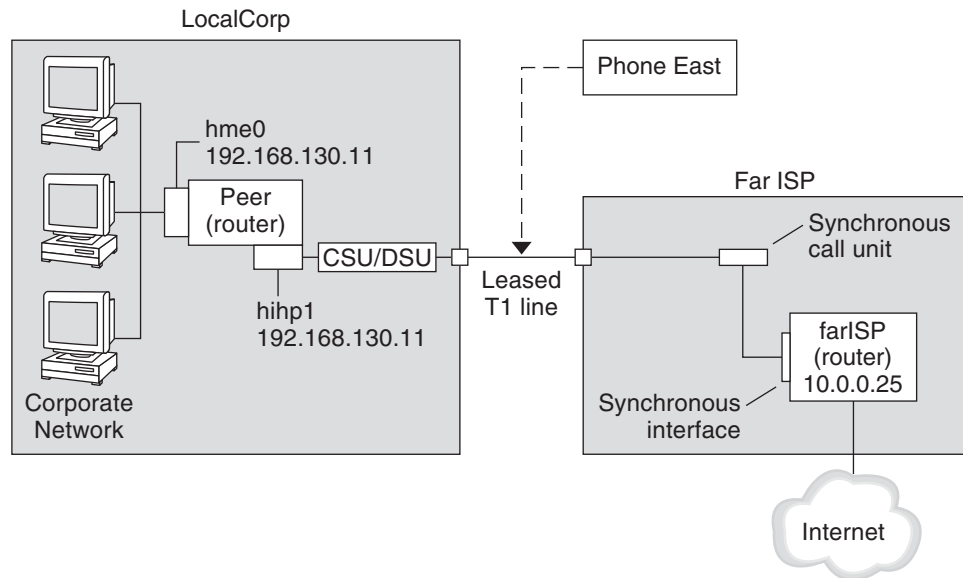 LocalCorp
Phone East
hme0
192.168.130.11
Peer
(router)
CSU/DSU
hihp1
192.168.130.11
Corporate
Network
Leased
T1 line
Far ISP
Synchronous
call unit
farISP
(router)
10.0.0.25
Synchronous
interface
Internet